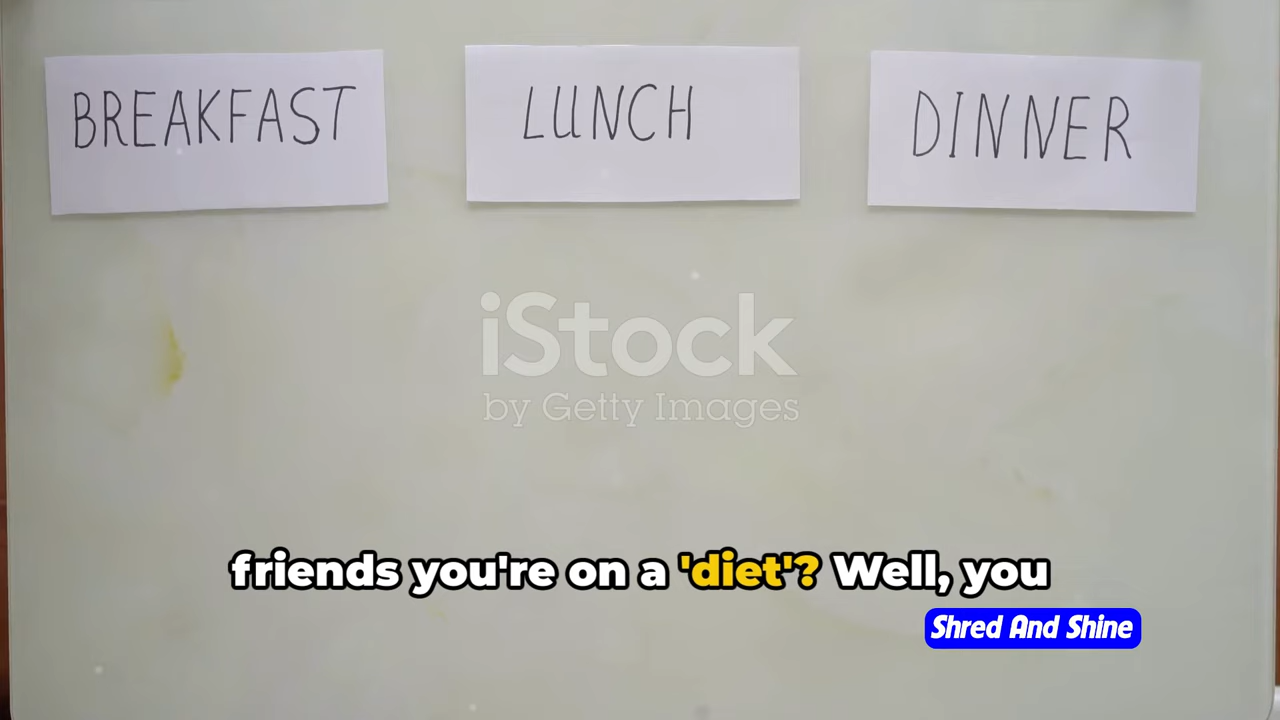 BREAKFAST
LUNCH
DINNER
iStock
by Getty Images
friends you're on a 'diet'? Well, you
Shred And Shine